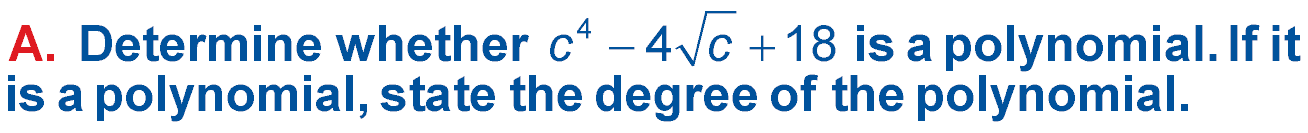 A. Determine whether c⁴ – 4√c + 18 is a polynomial. If it
is a polynomial, state the degree of the polynomial.